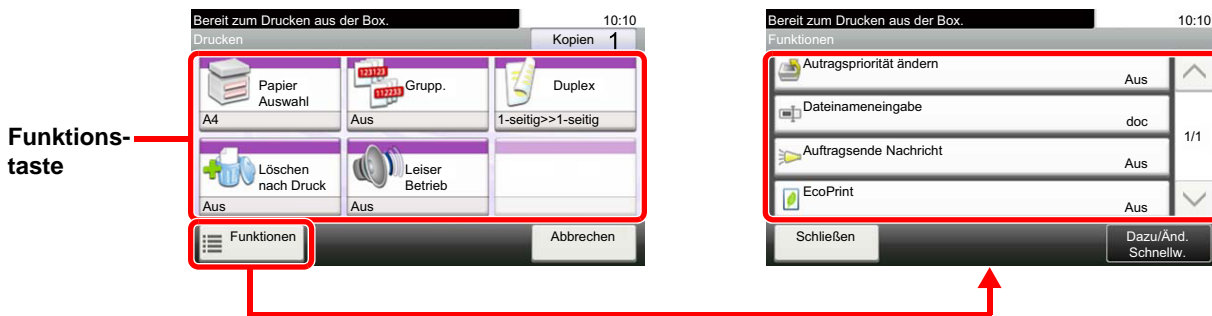 Funktions-
taste
Bereit zum Drucken aus der Box. 10:10
Drucken Kopien 1
123123
112233
Papier
Auswahl
A4
Grupp.
Aus
Duplex
1-seitig>>1-seitig
Löschen
nach Druck
Aus
Leiser
Betrieb
Aus
Funktionen Abbrechen
Bereit zum Drucken aus der Box. 10:10
Funktionen
Autragspriorität ändern
Aus
Dateinameneingabe
doc
1/1
Auftragsende Nachricht
Aus
EcoPrint
Aus
Schließen
Dazu/Änd.
Schnellw.